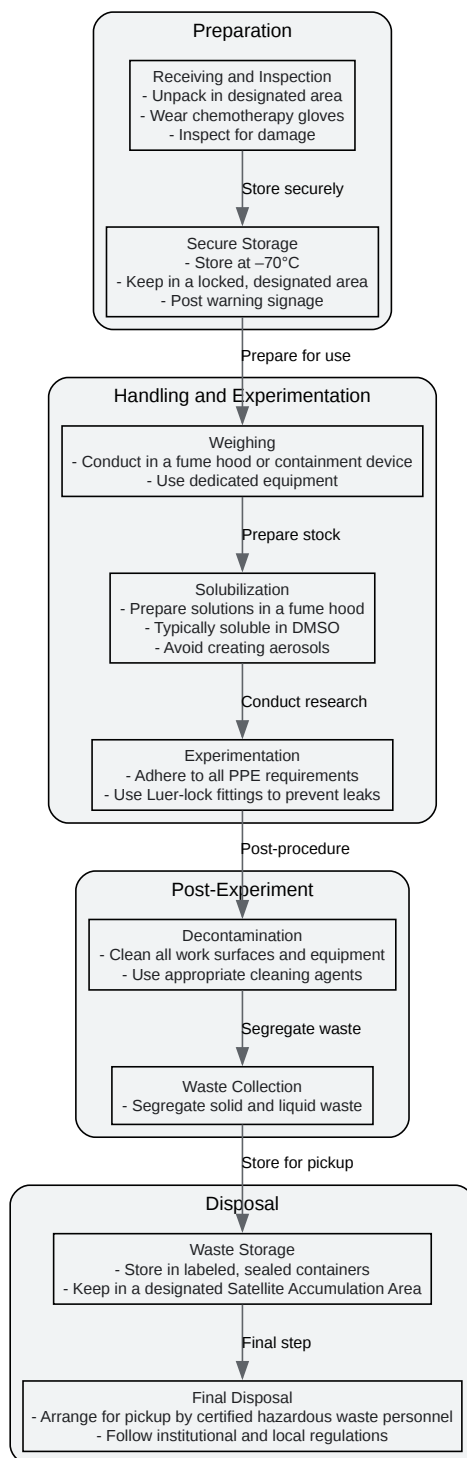 Preparation
Receiving and Inspection
- Unpack in designated area
- Wear chemotherapy gloves
- Inspect for damage
Store securely
Secure Storage
- Store at –70°C
- Keep in a locked, designated area
- Post warning signage
Prepare for use
Handling and Experimentation
Weighing
- Conduct in a fume hood or containment device
- Use dedicated equipment
Prepare stock
Solubilization
- Prepare solutions in a fume hood
- Typically soluble in DMSO
- Avoid creating aerosols
Conduct research
Experimentation
- Adhere to all PPE requirements
- Use Luer-lock fittings to prevent leaks
Post-procedure
Post-Experiment
Decontamination
- Clean all work surfaces and equipment
- Use appropriate cleaning agents
Segregate waste
Waste Collection
- Segregate solid and liquid waste
Store for pickup
Disposal
Waste Storage
- Store in labeled, sealed containers
- Keep in a designated Satellite Accumulation Area
Final step
Final Disposal
- Arrange for pickup by certified hazardous waste personnel
- Follow institutional and local regulations